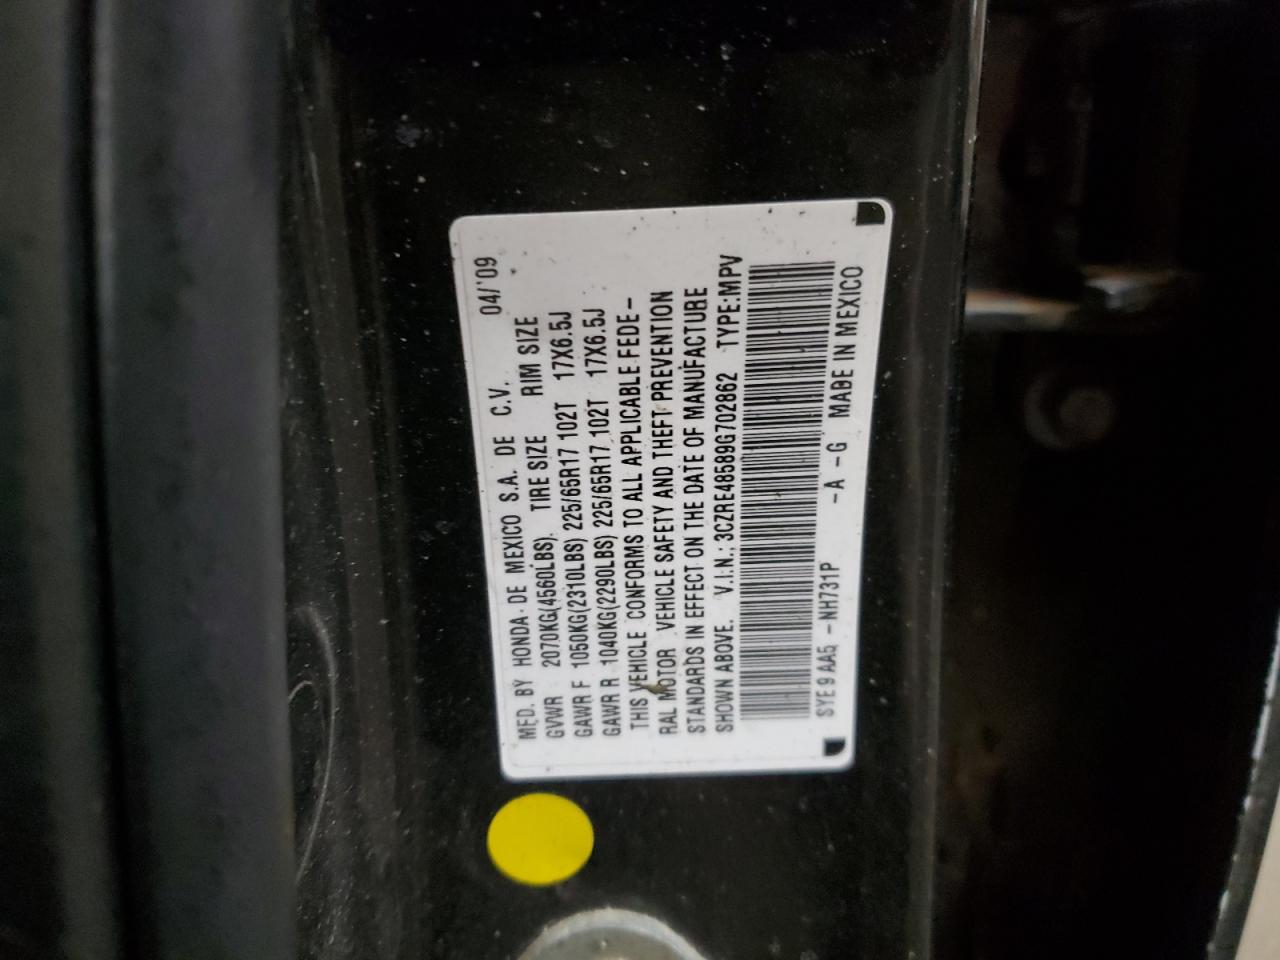 MFD. BY HONDA DE MEXICO S.A. DE C.V. 04/'09
GVWR 2070KG(4560LBS) TIRE SIZE RIM SIZE
GAWR F 1050KG(2310LBS) 225/65R17 102T 17X6.5J
GAWR R 1040KG(2290LBS) 225/65R17 102T 17X6.5J
THIS VEHICLE CONFORMS TO ALL APPLICABLE FEDE-
RAL MOTOR VEHICLE SAFETY AND THEFT PREVENTION
STANDARDS IN EFFECT ON THE DATE OF MANUFACTURE
SHOWN ABOVE. V.I.N.: 3CZRE48589G702862 TYPE:MPV
SYE9AA5 -NH731P -A -G MADE IN MEXICO